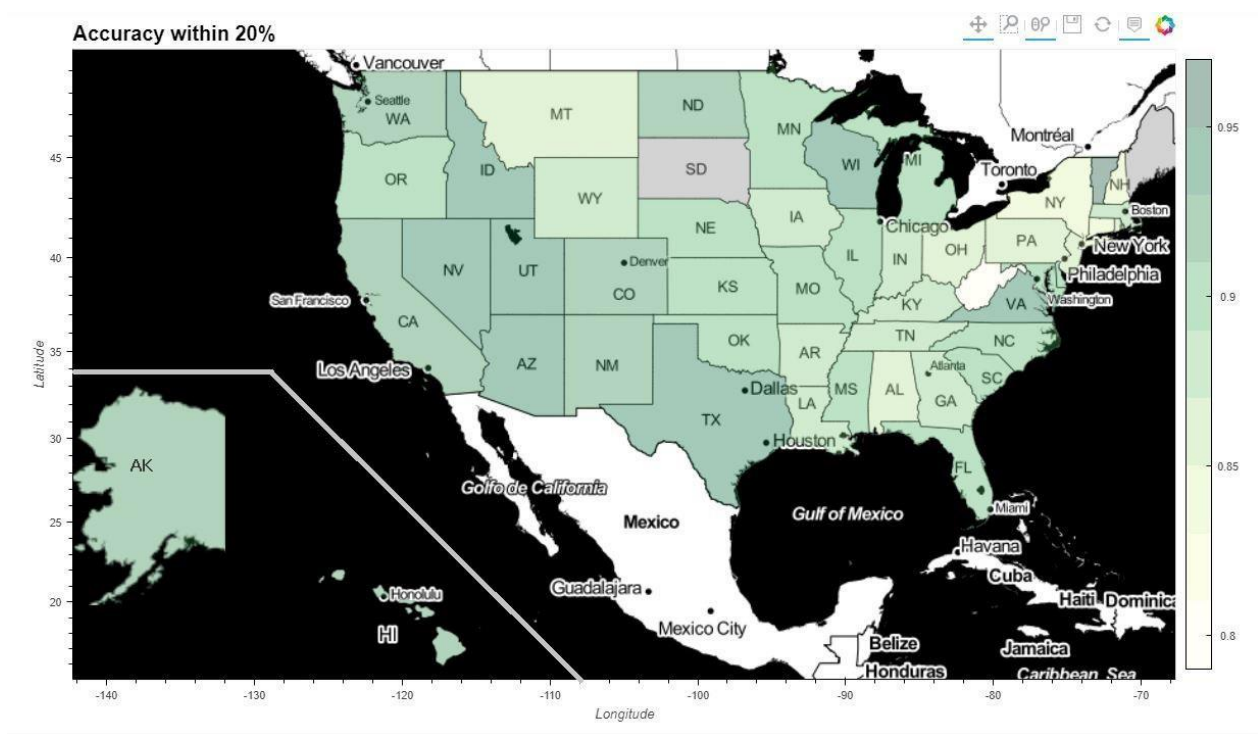 Accuracy within 20%
Vancouver
Seattle
WA
MT
ND
MN
Montréal
OR
ID
SD
WI
MI
Toronto
NH
WY
NY
Boston
NE
IA
Chicago
OH
PA
New York
NV
UT
Denver
CO
KS
MO
IL
IN
Philadelphia
San Francisco
CA
KY
VA
Washington
OK
TN
NC
Los Angeles
AZ
NM
AR
Atlanta
Dallas
MS
AL
GA
SC
TX
LA
Houston
AK
FL
Golfo de California
Mexico
Gulf of Mexico
Miami
Havana
Cuba
Honolulu
Guadalajara
Haiti
Dominica
HI
Mexico City
Belize
Jamaica
Honduras
Caribbean Sea
45
40
35
30
25
20
Latitude
-140
-130
-120
-110
-100
-90
-80
-70
Longitude
0.95
0.9
0.85
0.8